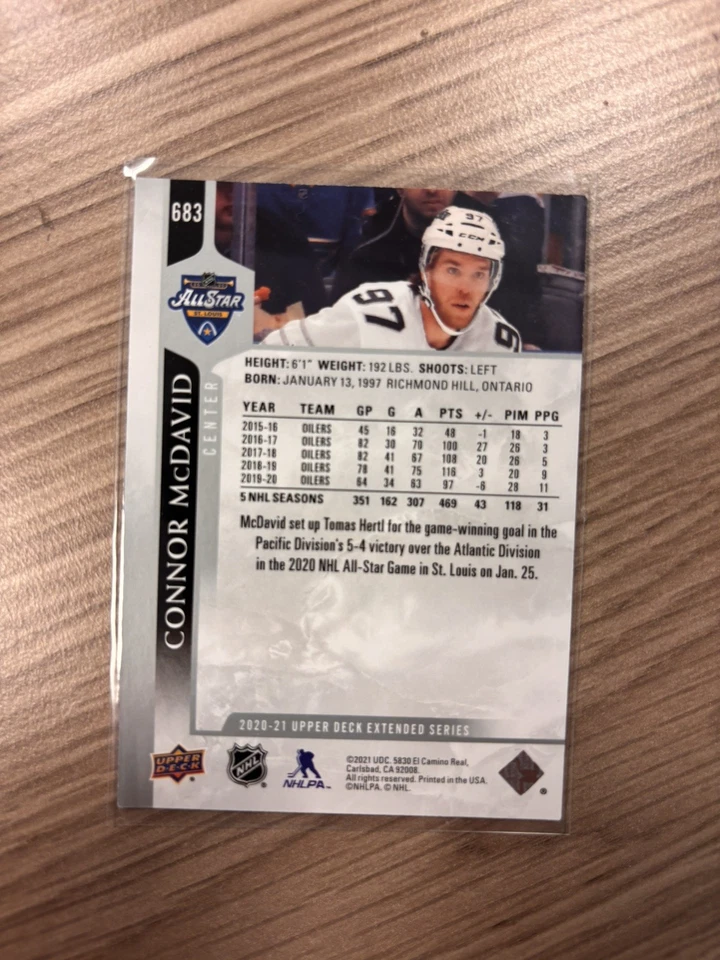 683
97
CCM
97
9
ALL STAR
ST. LOUIS
CONNOR McDAVID
CENTER
HEIGHT: 6'1" WEIGHT: 192 LBS. SHOOTS: LEFT
BORN: JANUARY 13, 1997 RICHMOND HILL, ONTARIO
YEAR TEAM GP G A PTS +/- PIM PPG
2015-16 OILERS 45 16 32 48 -1 18 3
2016-17 OILERS 82 30 70 100 27 26 3
2017-18 OILERS 82 41 67 108 20 26 5
2018-19 OILERS 78 41 75 116 3 20 9
2019-20 OILERS 64 34 63 97 -6 28 11
5 NHL SEASONS 351 162 307 469 43 118 31
McDavid set up Tomas Hertl for the game-winning goal in the
Pacific Division's 5-4 victory over the Atlantic Division
in the 2020 NHL All-Star Game in St. Louis on Jan. 25.
2020-21 UPPER DECK EXTENDED SERIES
UPPER
DECK
NHL
NHLPA
©2021 UDC. 5830 El Camino Real,
Carlsbad, CA 92008.
All rights reserved. Printed in the USA.
©NHLPA. © NHL.